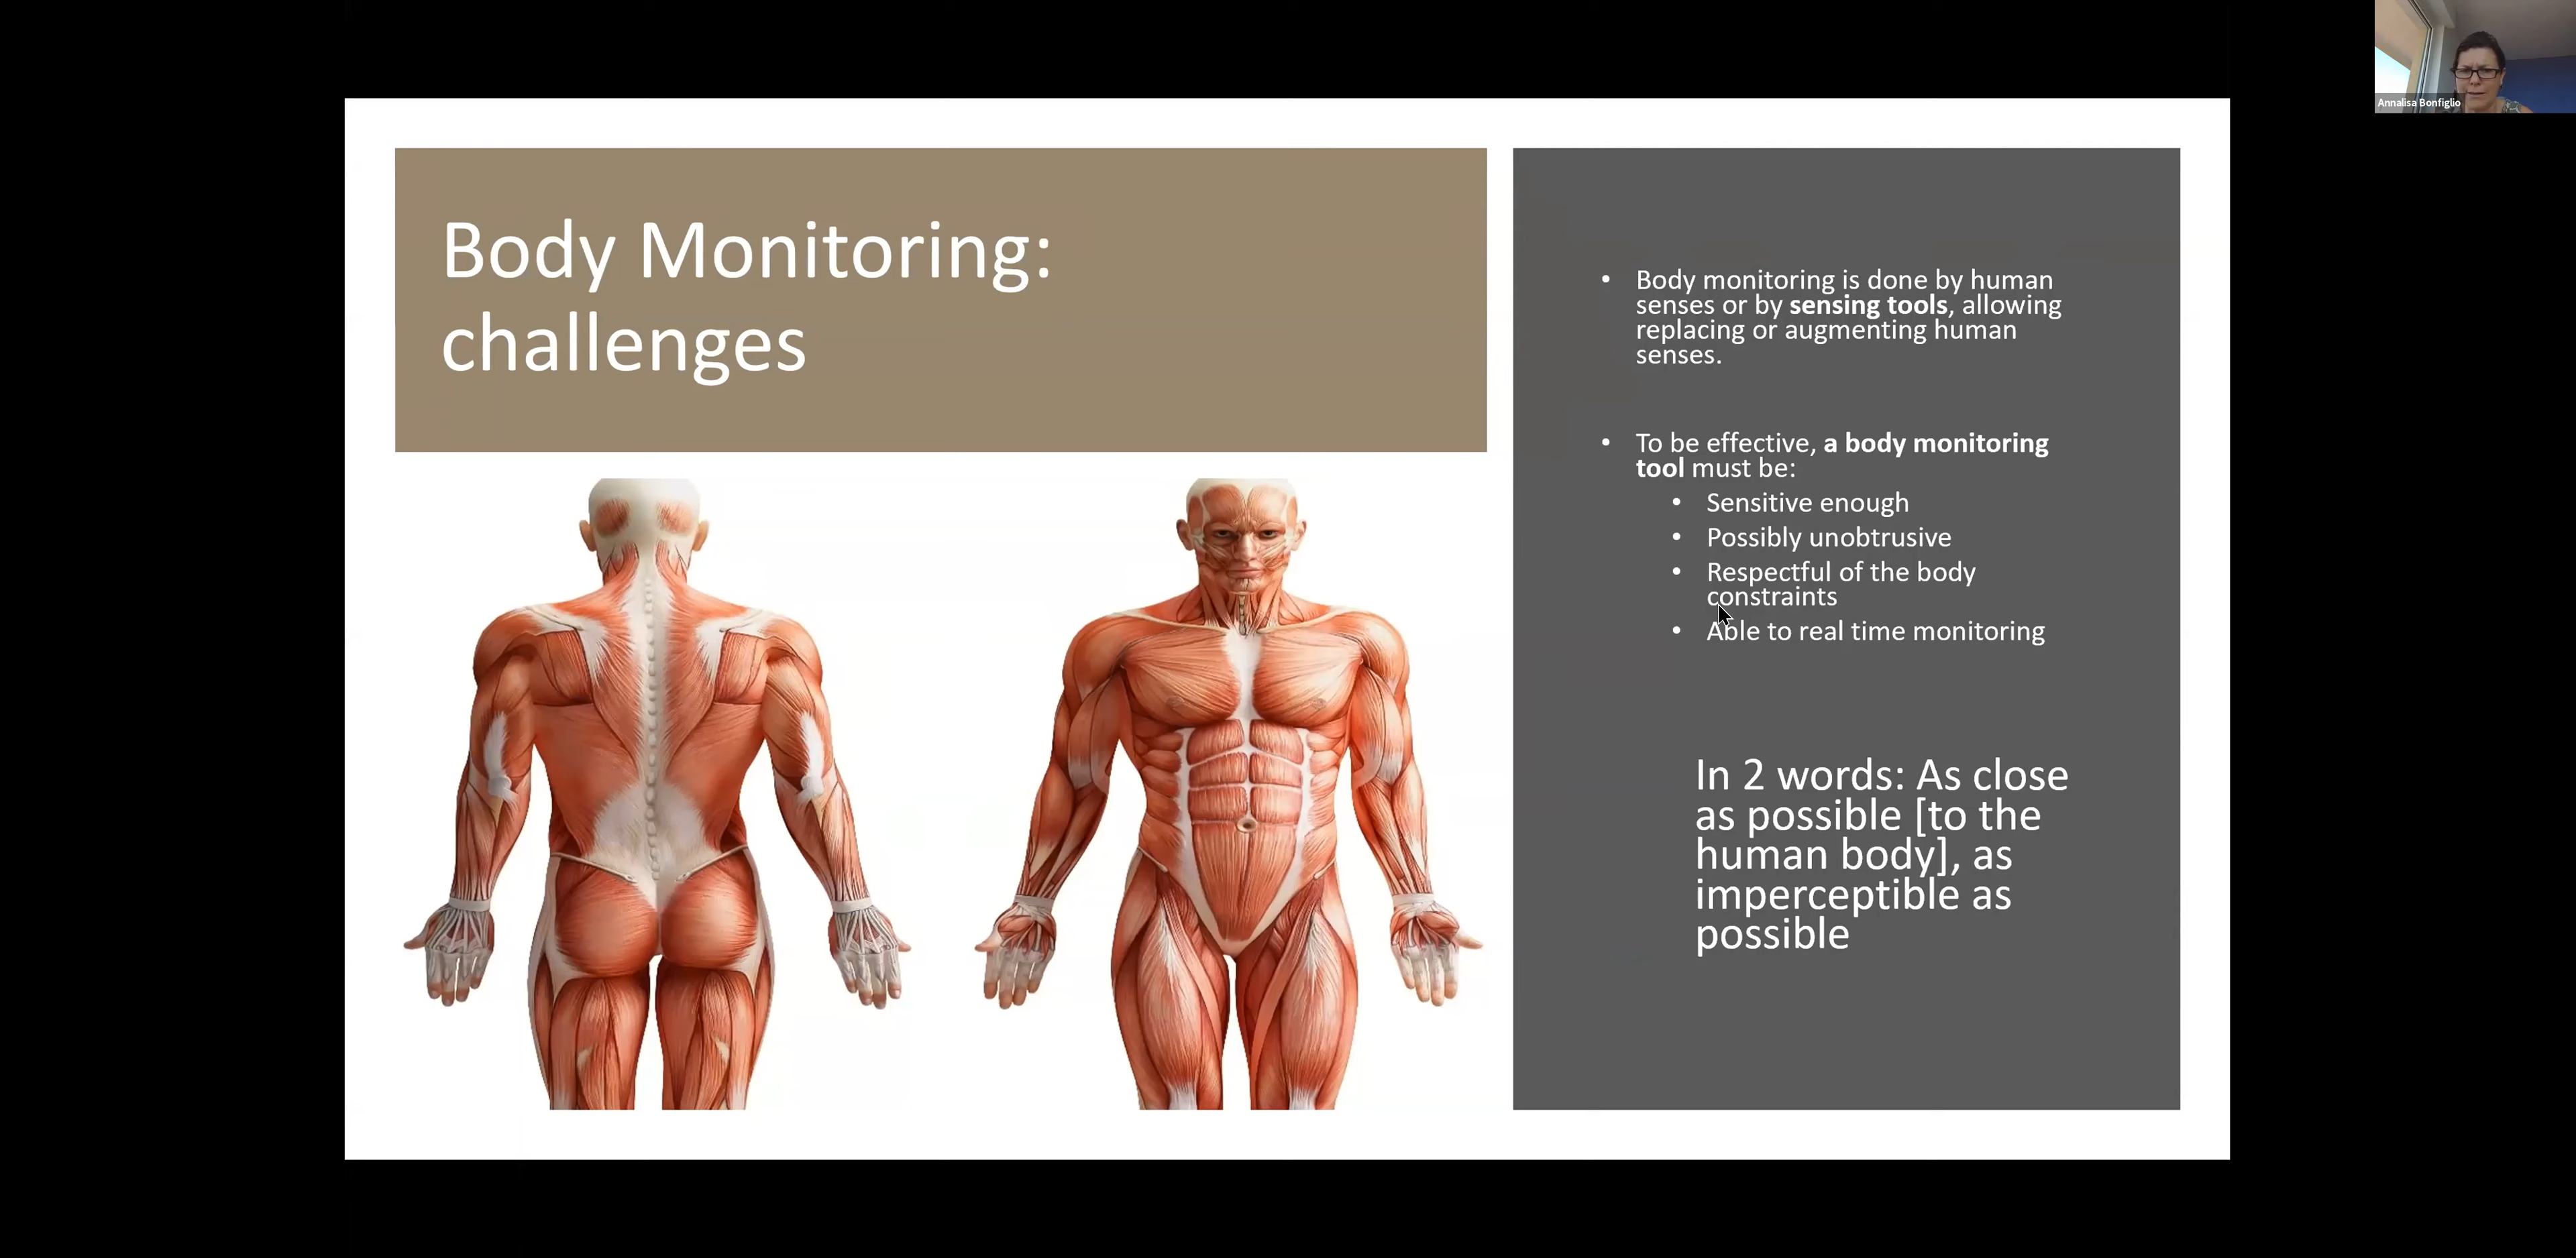 Annalisa Bonfiglio
Body Monitoring:
challenges
• Body monitoring is done by human
senses or by sensing tools, allowing
replacing or augmenting human
senses.
• To be effective, a body monitoring
tool must be:
• Sensitive enough
• Possibly unobtrusive
• Respectful of the body
constraints
• Able to real time monitoring
In 2 words: As close
as possible [to the
human body], as
imperceptible as
possible